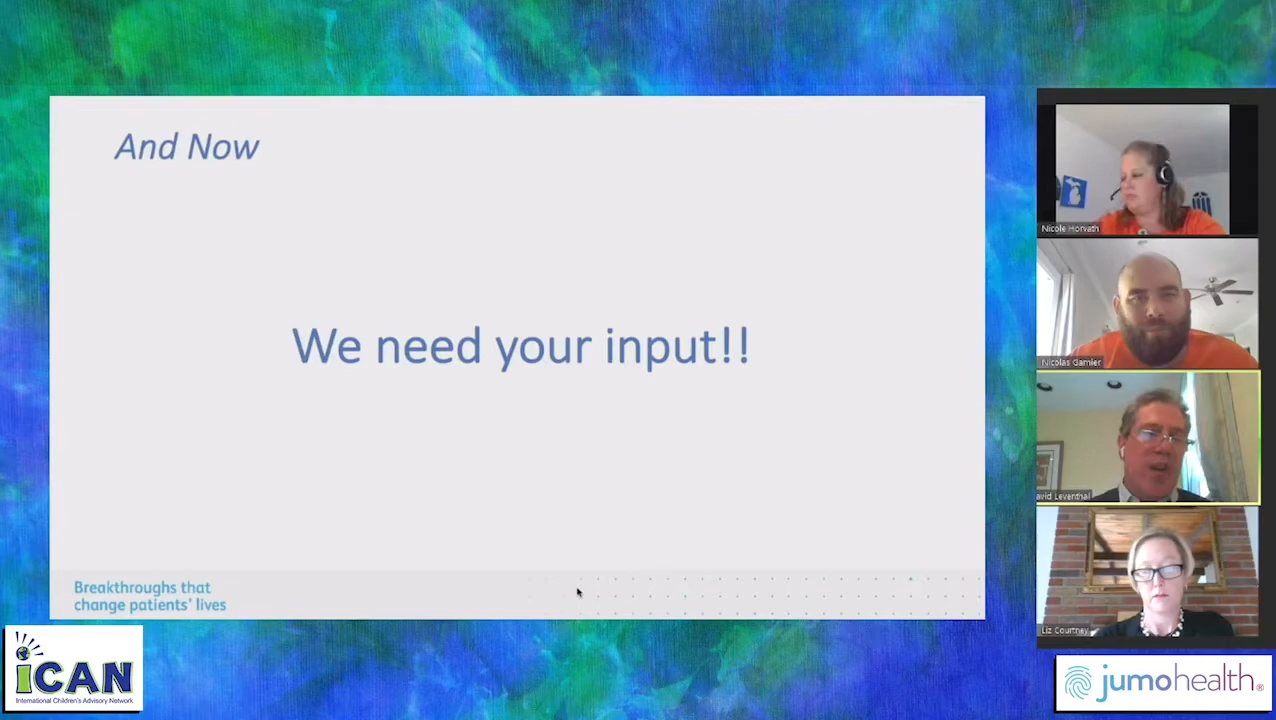 And Now
We need your input!!
Breakthroughs that
change patients' lives
Nicole Horvath
Nicolas Garnier
avid Leventhal
Liz Courtney
iCAN
International Children's Advisory Network
jumohealth®